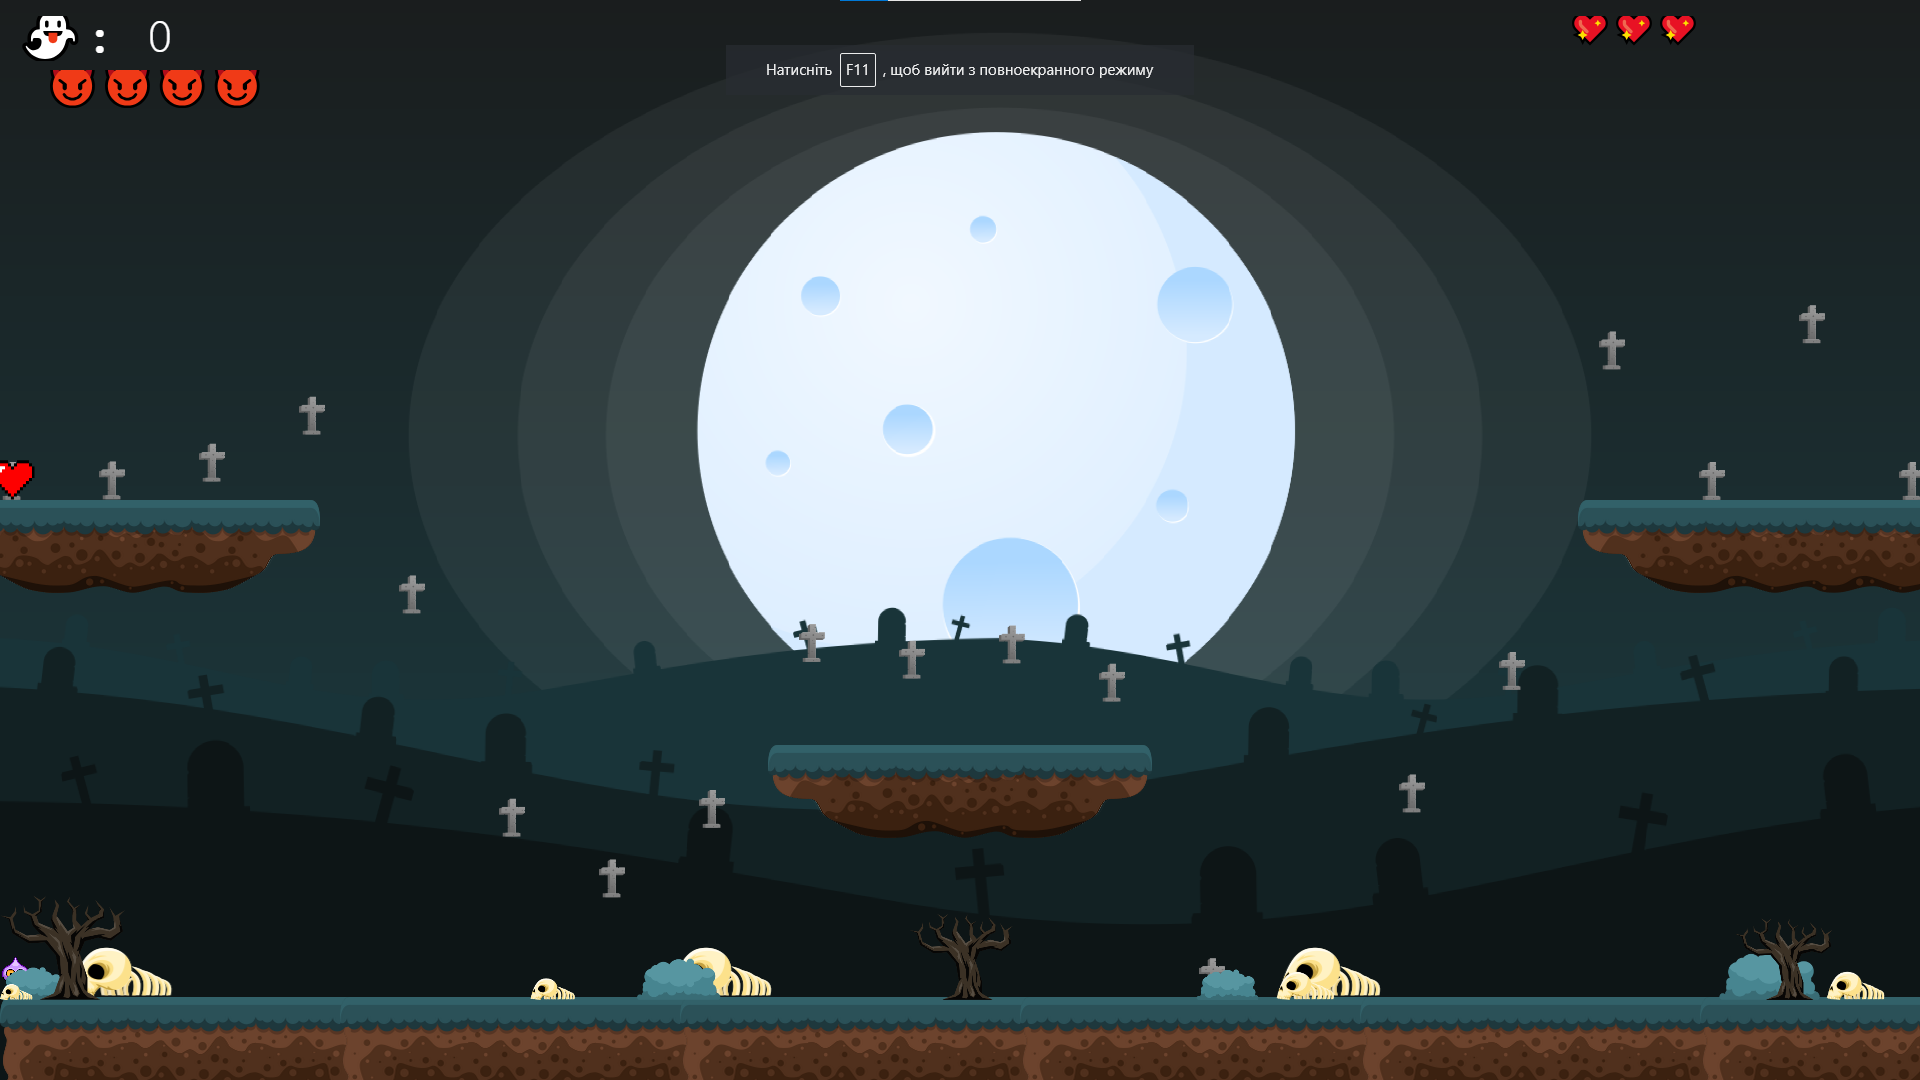 : 0
Натисніть F11 , щоб вийти з повноекранного режиму